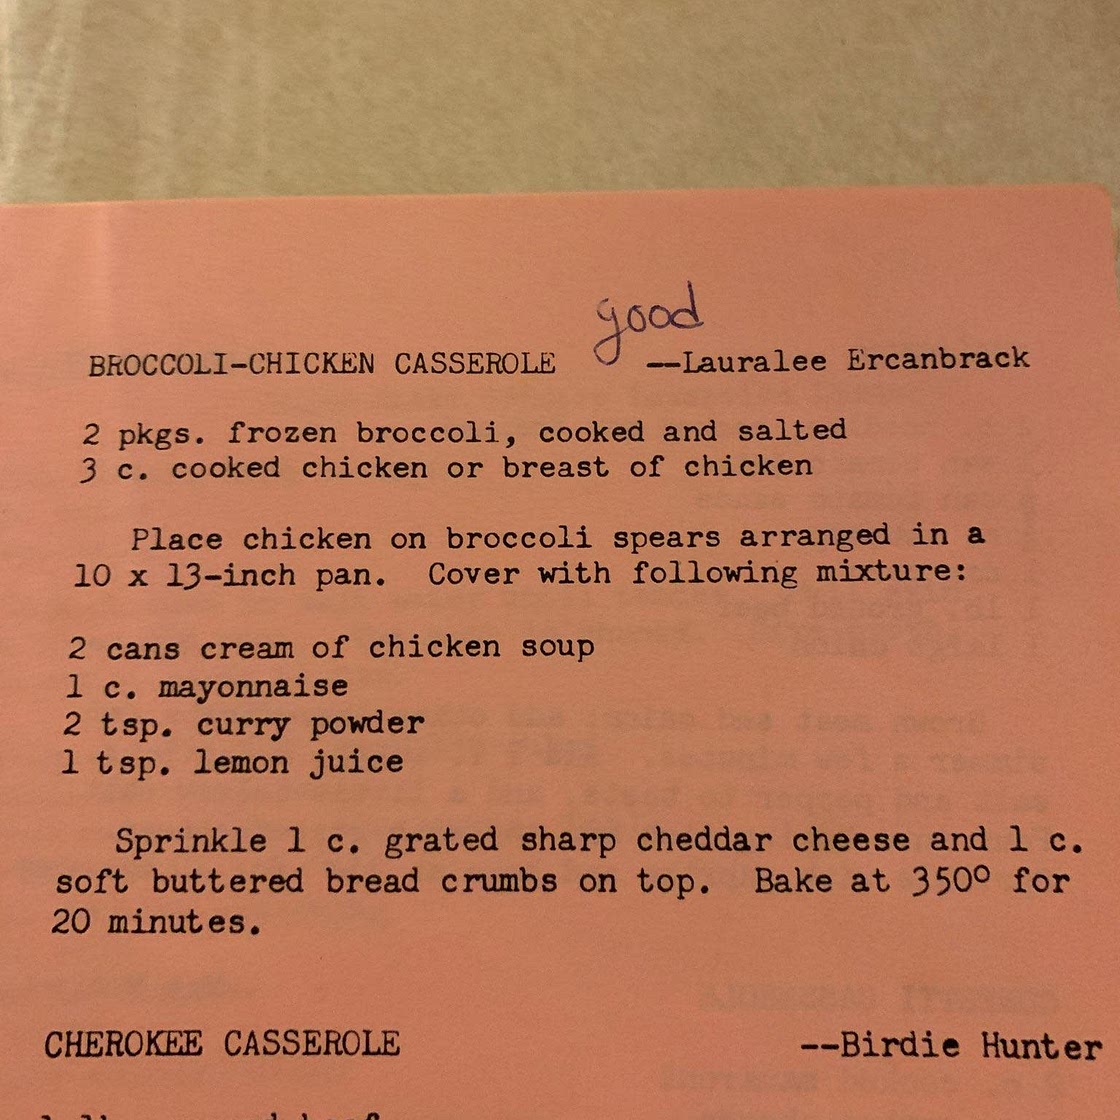 good
BROCCOLI-CHICKEN CASSEROLE --Lauralee Ercanbrack
2 pkgs. frozen broccoli, cooked and salted
3 c. cooked chicken or breast of chicken
Place chicken on broccoli spears arranged in a
10 x 13-inch pan. Cover with following mixture:
2 cans cream of chicken soup
1 c. mayonnaise
2 tsp. curry powder
1 tsp. lemon juice
Sprinkle 1 c. grated sharp cheddar cheese and 1 c.
soft buttered bread crumbs on top. Bake at 350º for
20 minutes.
CHEROKEE CASSEROLE --Birdie Hunter